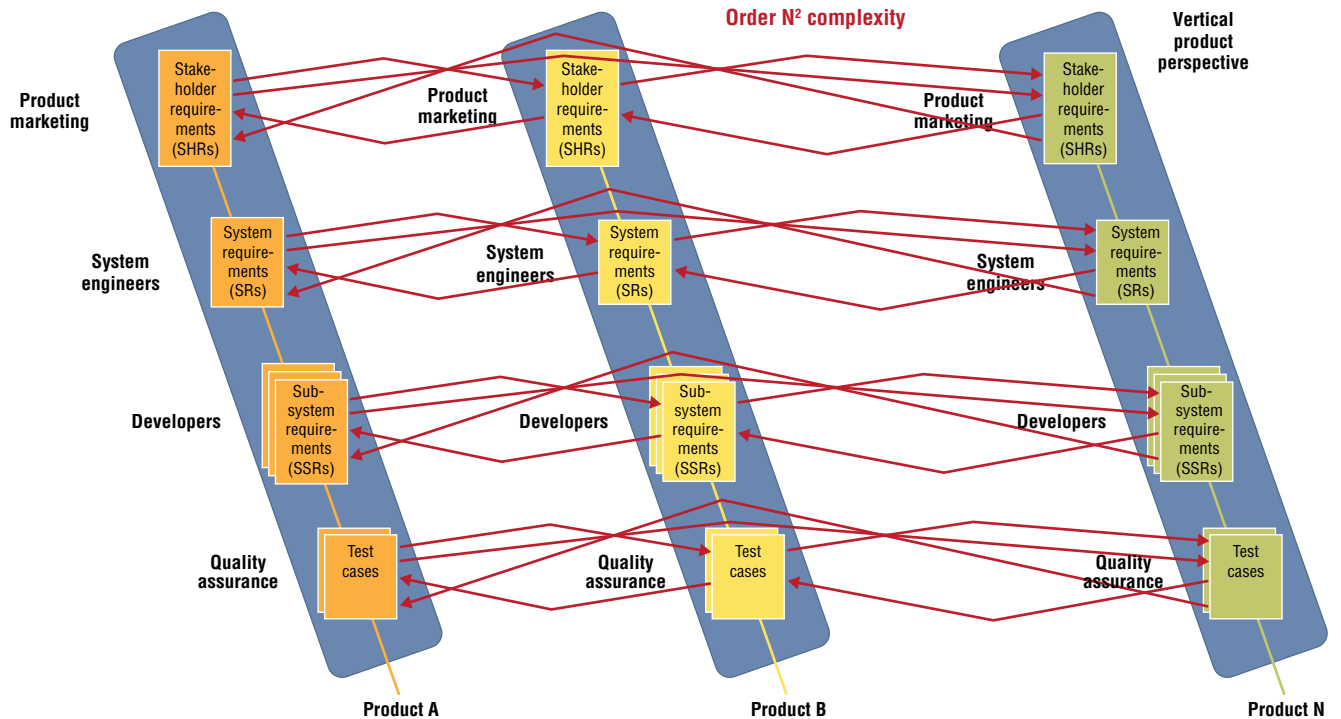 Order N² complexity
Vertical
product
perspective
Product
marketing
Stake-
holder
require-
ments
(SHRs)
Product
marketing
Stake-
holder
require-
ments
(SHRs)
Product
marketing
Stake-
holder
require-
ments
(SHRs)
System
engineers
System
require-
ments
(SRs)
System
engineers
System
require-
ments
(SRs)
System
engineers
System
require-
ments
(SRs)
Developers
Sub-
system
require-
ments
(SSRs)
Developers
Sub-
system
require-
ments
(SSRs)
Developers
Sub-
system
require-
ments
(SSRs)
Quality
assurance
Test
cases
Quality
assurance
Test
cases
Quality
assurance
Test
cases
Product A
Product B
Product N